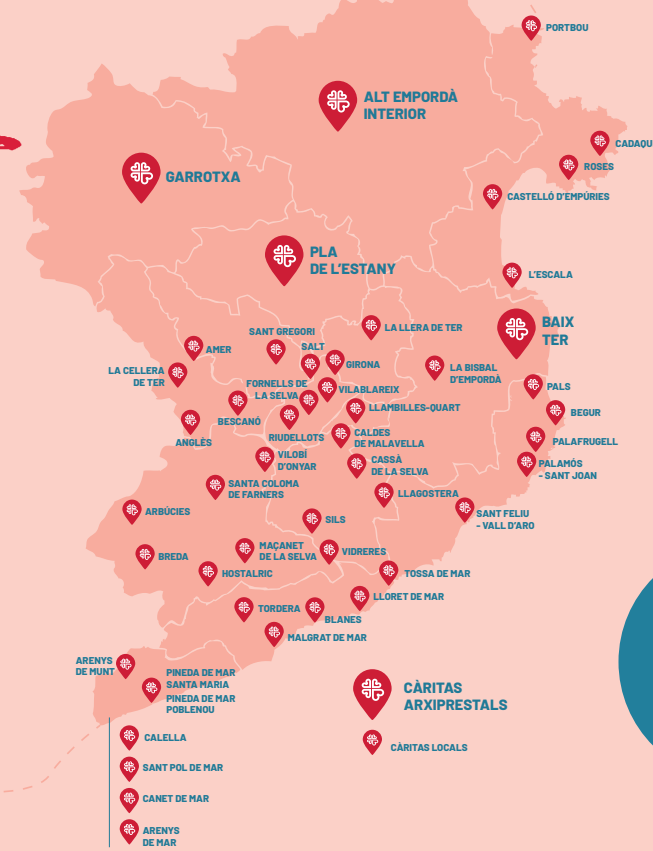 PORTBOU
ALT EMPORDÀ
INTERIOR
CADAQU
ROSES
GARROTXA
CASTELLÓ D'EMPÚRIES
PLA
DE L'ESTANY
L'ESCALA
BAIX
TER
SANT GREGORI
LA LLERA DE TER
AMER
SALT
GIRONA
LA CELLERA
DE TER
LA BISBAL
D'EMPORDÀ
FORNELLS DE
LA SELVA
VILABLAREIX
PALS
BESCANÓ
LLAMBILLES-QUART
BEGUR
ANGLÈS
RIUDELLOTS
CALDES
DE MALAVELLA
PALAFRUGELL
VILOBÍ
D'ONYAR
CASSÀ
DE LA SELVA
PALAMÓS
- SANT JOAN
SANTA COLOMA
DE FARNERS
LLAGOSTERA
ARBÚCIES
SILS
SANT FELIU
- VALL D'ARO
BREDA
MAÇANET
DE LA SELVA
VIDRERES
HOSTALRIC
TOSSA DE MAR
LLORET DE MAR
TORDERA
BLANES
MALGRAT DE MAR
ARENYS
DE MUNT
PINEDA DE MAR
SANTA MARIA
PINEDA DE MAR
POBLENOU
CÀRITAS
ARXIPRESTALS
CALELLA
CÀRITAS LOCALS
SANT POL DE MAR
CANET DE MAR
ARENYS
DE MAR